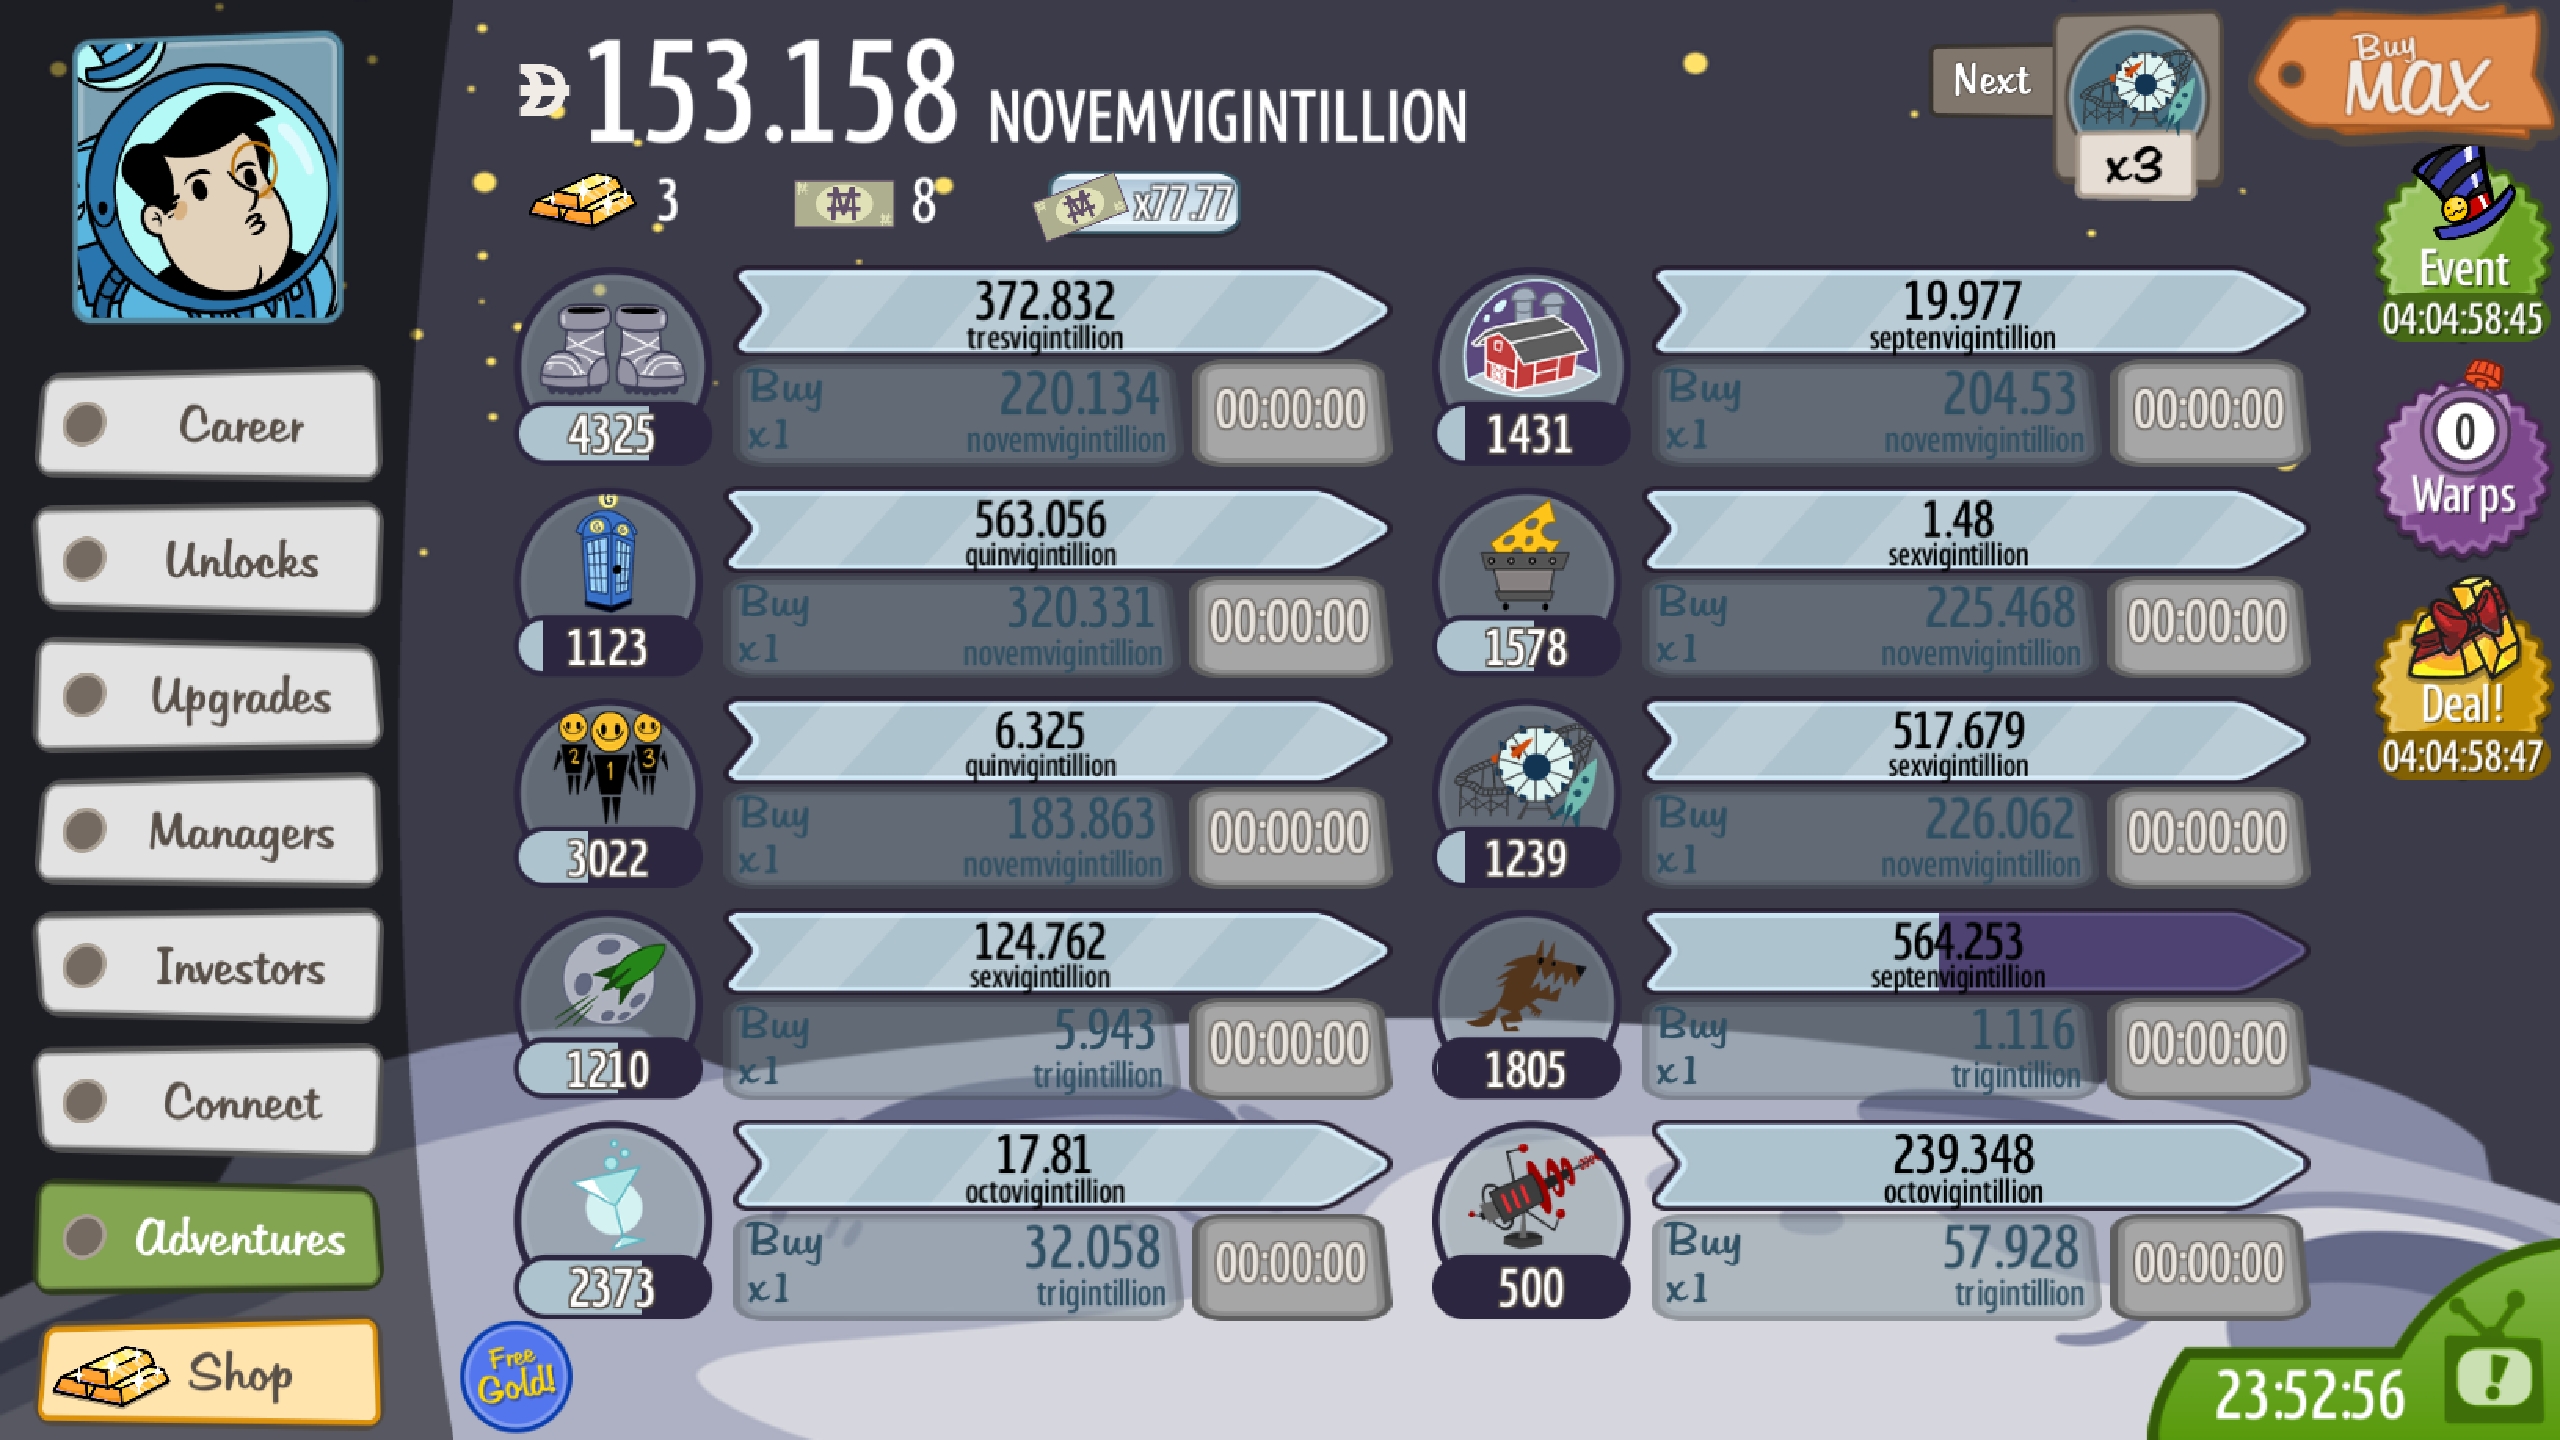 153.158 NOVEMVIGINTILLION
Next
x3
Buy
MAX
3
8
x77.77
Event
04:04:58:45
0
Warps
Deal!
04:04:58:47
Career
Unlocks
Upgrades
Managers
Investors
Connect
Adventures
Shop
372.832
tresvigintillion
Buy
x1
220.134
novemvigintillion
00:00:00
4325
19.977
septenvigintillion
Buy
x1
204.53
novemvigintillion
00:00:00
1431
G
G G
563.056
quinvigintillion
Buy
x1
320.331
novemvigintillion
00:00:00
1123
1.48
sexvigintillion
Buy
x1
225.468
novemvigintillion
00:00:00
1578
2 1 3
6.325
quinvigintillion
Buy
x1
183.863
novemvigintillion
00:00:00
3022
517.679
sexvigintillion
Buy
x1
226.062
novemvigintillion
00:00:00
1239
124.762
sexvigintillion
Buy
x1
5.943
trigintillion
00:00:00
1210
564.253
septenvigintillion
Buy
x1
1.116
trigintillion
00:00:00
1805
17.81
octovigintillion
Buy
x1
32.058
trigintillion
00:00:00
2373
239.348
octovigintillion
Buy
x1
57.928
trigintillion
00:00:00
500
Free
Gold!
23:52:56
!